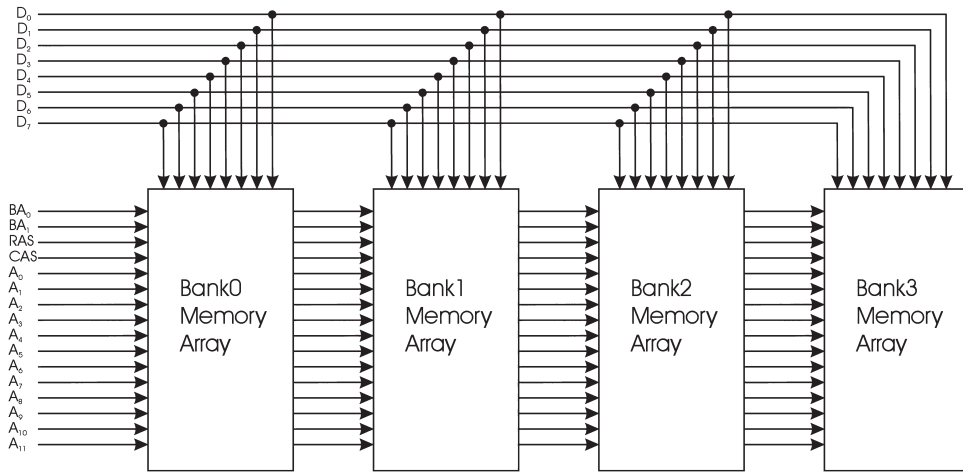 D₀
D₁
D₂
D₃
D₄
D₅
D₆
D₇
BA₀
BA₁
RAS
CAS
A₀
A₁
A₂
A₃
A₄
A₅
A₆
A₇
A₈
A₉
A₁₀
A₁₁
Bank0
Memory
Array
Bank1
Memory
Array
Bank2
Memory
Array
Bank3
Memory
Array